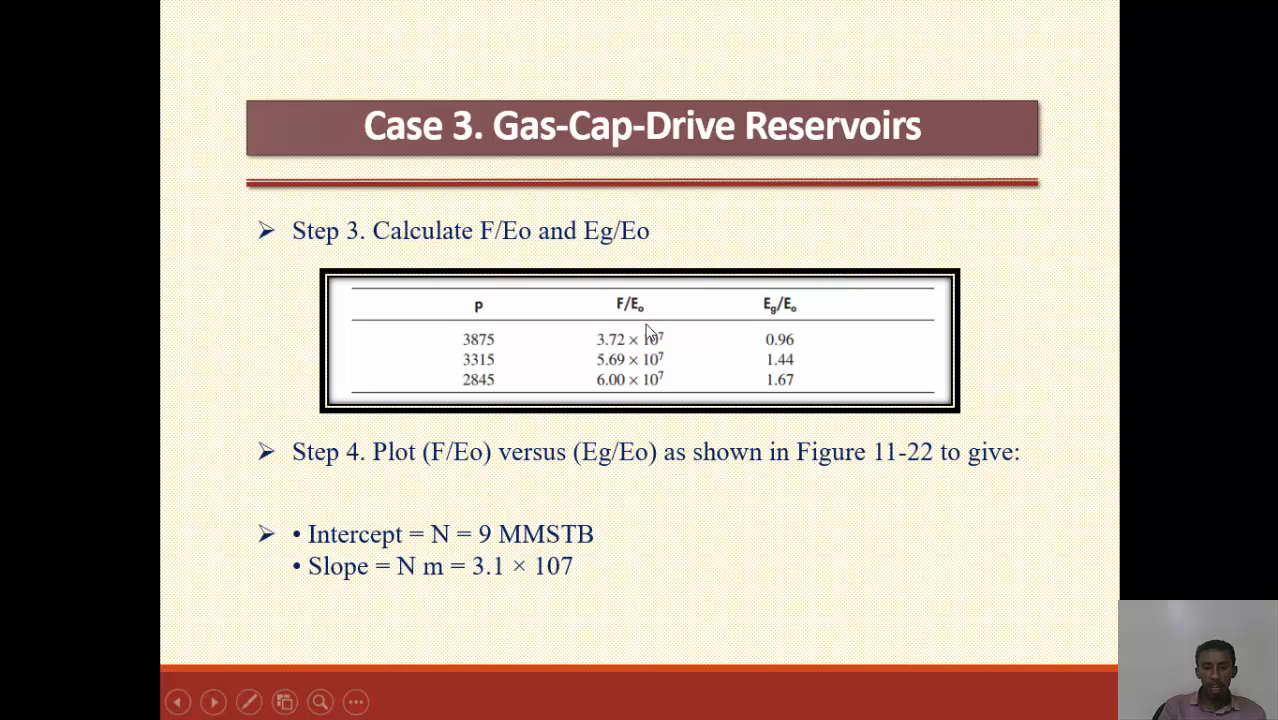 Case 3. Gas-Cap-Drive Reservoirs
➢ Step 3. Calculate F/Eo and Eg/Eo
p F/Eₒ E₉/Eₒ
3875 3.72 × 10⁷ 0.96
3315 5.69 × 10⁷ 1.44
2845 6.00 × 10⁷ 1.67
➢ Step 4. Plot (F/Eo) versus (Eg/Eo) as shown in Figure 11-22 to give:
➢ • Intercept = N = 9 MMSTB
• Slope = N m = 3.1 × 107